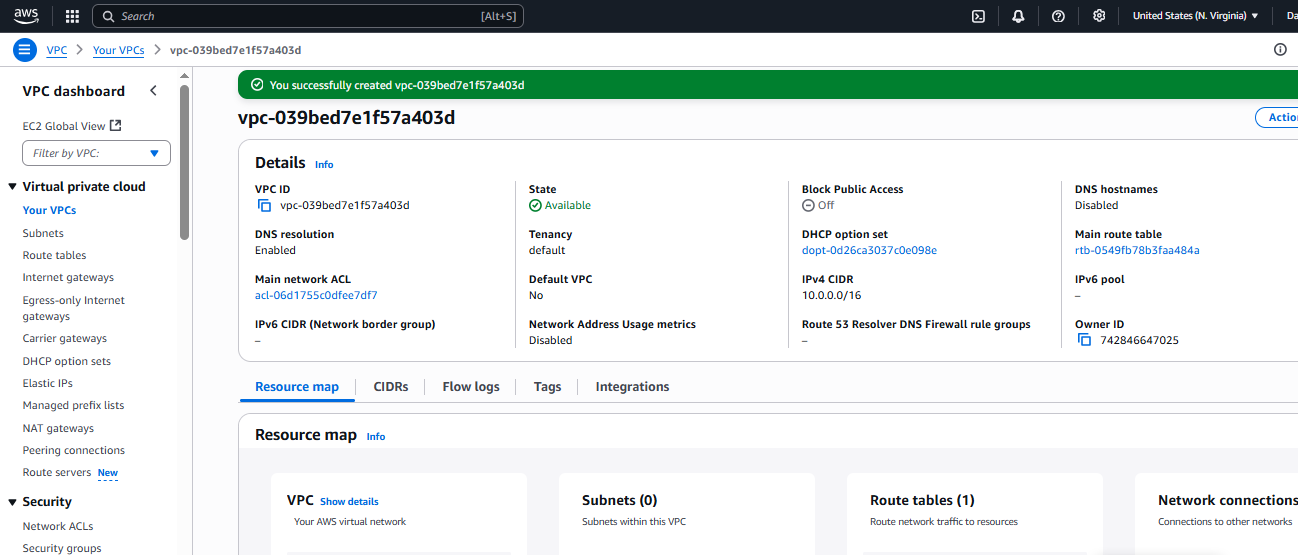 aws
Search [Alt+S]
United States (N. Virginia)
VPC > Your VPCs > vpc-039bed7e1f57a403d
VPC dashboard
EC2 Global View
Filter by VPC:
Virtual private cloud
Your VPCs
Subnets
Route tables
Internet gateways
Egress-only Internet
gateways
Carrier gateways
DHCP option sets
Elastic IPs
Managed prefix lists
NAT gateways
Peering connections
Route servers New
Security
Network ACLs
Security groups
You successfully created vpc-039bed7e1f57a403d
vpc-039bed7e1f57a403d
Actio
Details Info
VPC ID
vpc-039bed7e1f57a403d
State
Available
Block Public Access
Off
DNS hostnames
Disabled
DNS resolution
Enabled
Tenancy
default
DHCP option set
dopt-0d26ca3037c0e098e
Main route table
rtb-0549fb78b3faa484a
Main network ACL
acl-06d1755c0dfee7df7
Default VPC
No
IPv4 CIDR
10.0.0.0/16
IPv6 pool
–
IPv6 CIDR (Network border group)
–
Network Address Usage metrics
Disabled
Route 53 Resolver DNS Firewall rule groups
–
Owner ID
742846647025
Resource map
CIDRs
Flow logs
Tags
Integrations
Resource map Info
VPC Show details
Your AWS virtual network
Subnets (0)
Subnets within this VPC
Route tables (1)
Route network traffic to resources
Network connections
Connections to other networks